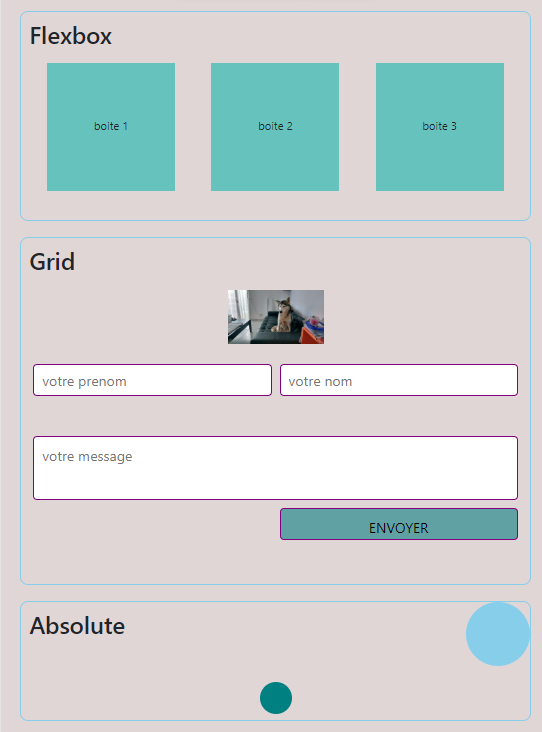 Flexbox
boite 1 boite 2 boite 3
Grid
votre prenom votre nom
votre message
ENVOYER
Absolute